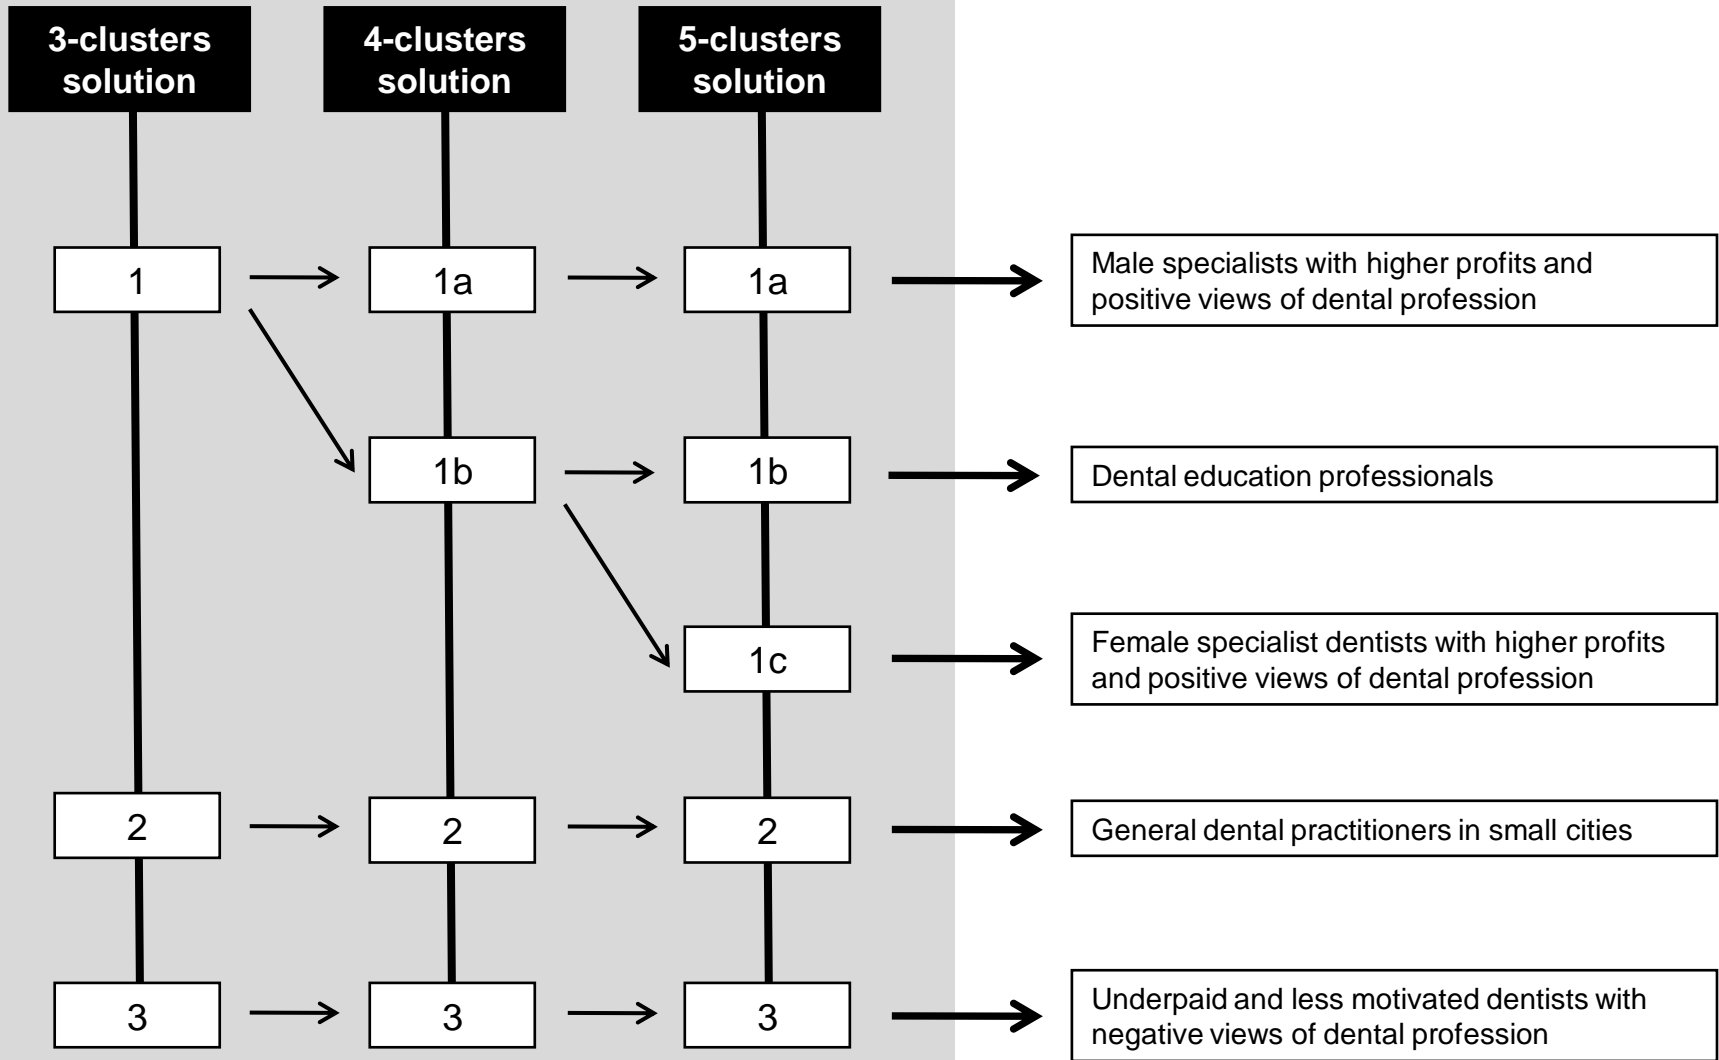 3-clusters
solution
4-clusters
solution
5-clusters
solution
1
1a
1a
Male specialists with higher profits and
positive views of dental profession
1b
1b
Dental education professionals
1c
Female specialist dentists with higher profits
and positive views of dental profession
2
2
2
General dental practitioners in small cities
3
3
3
Underpaid and less motivated dentists with
negative views of dental profession